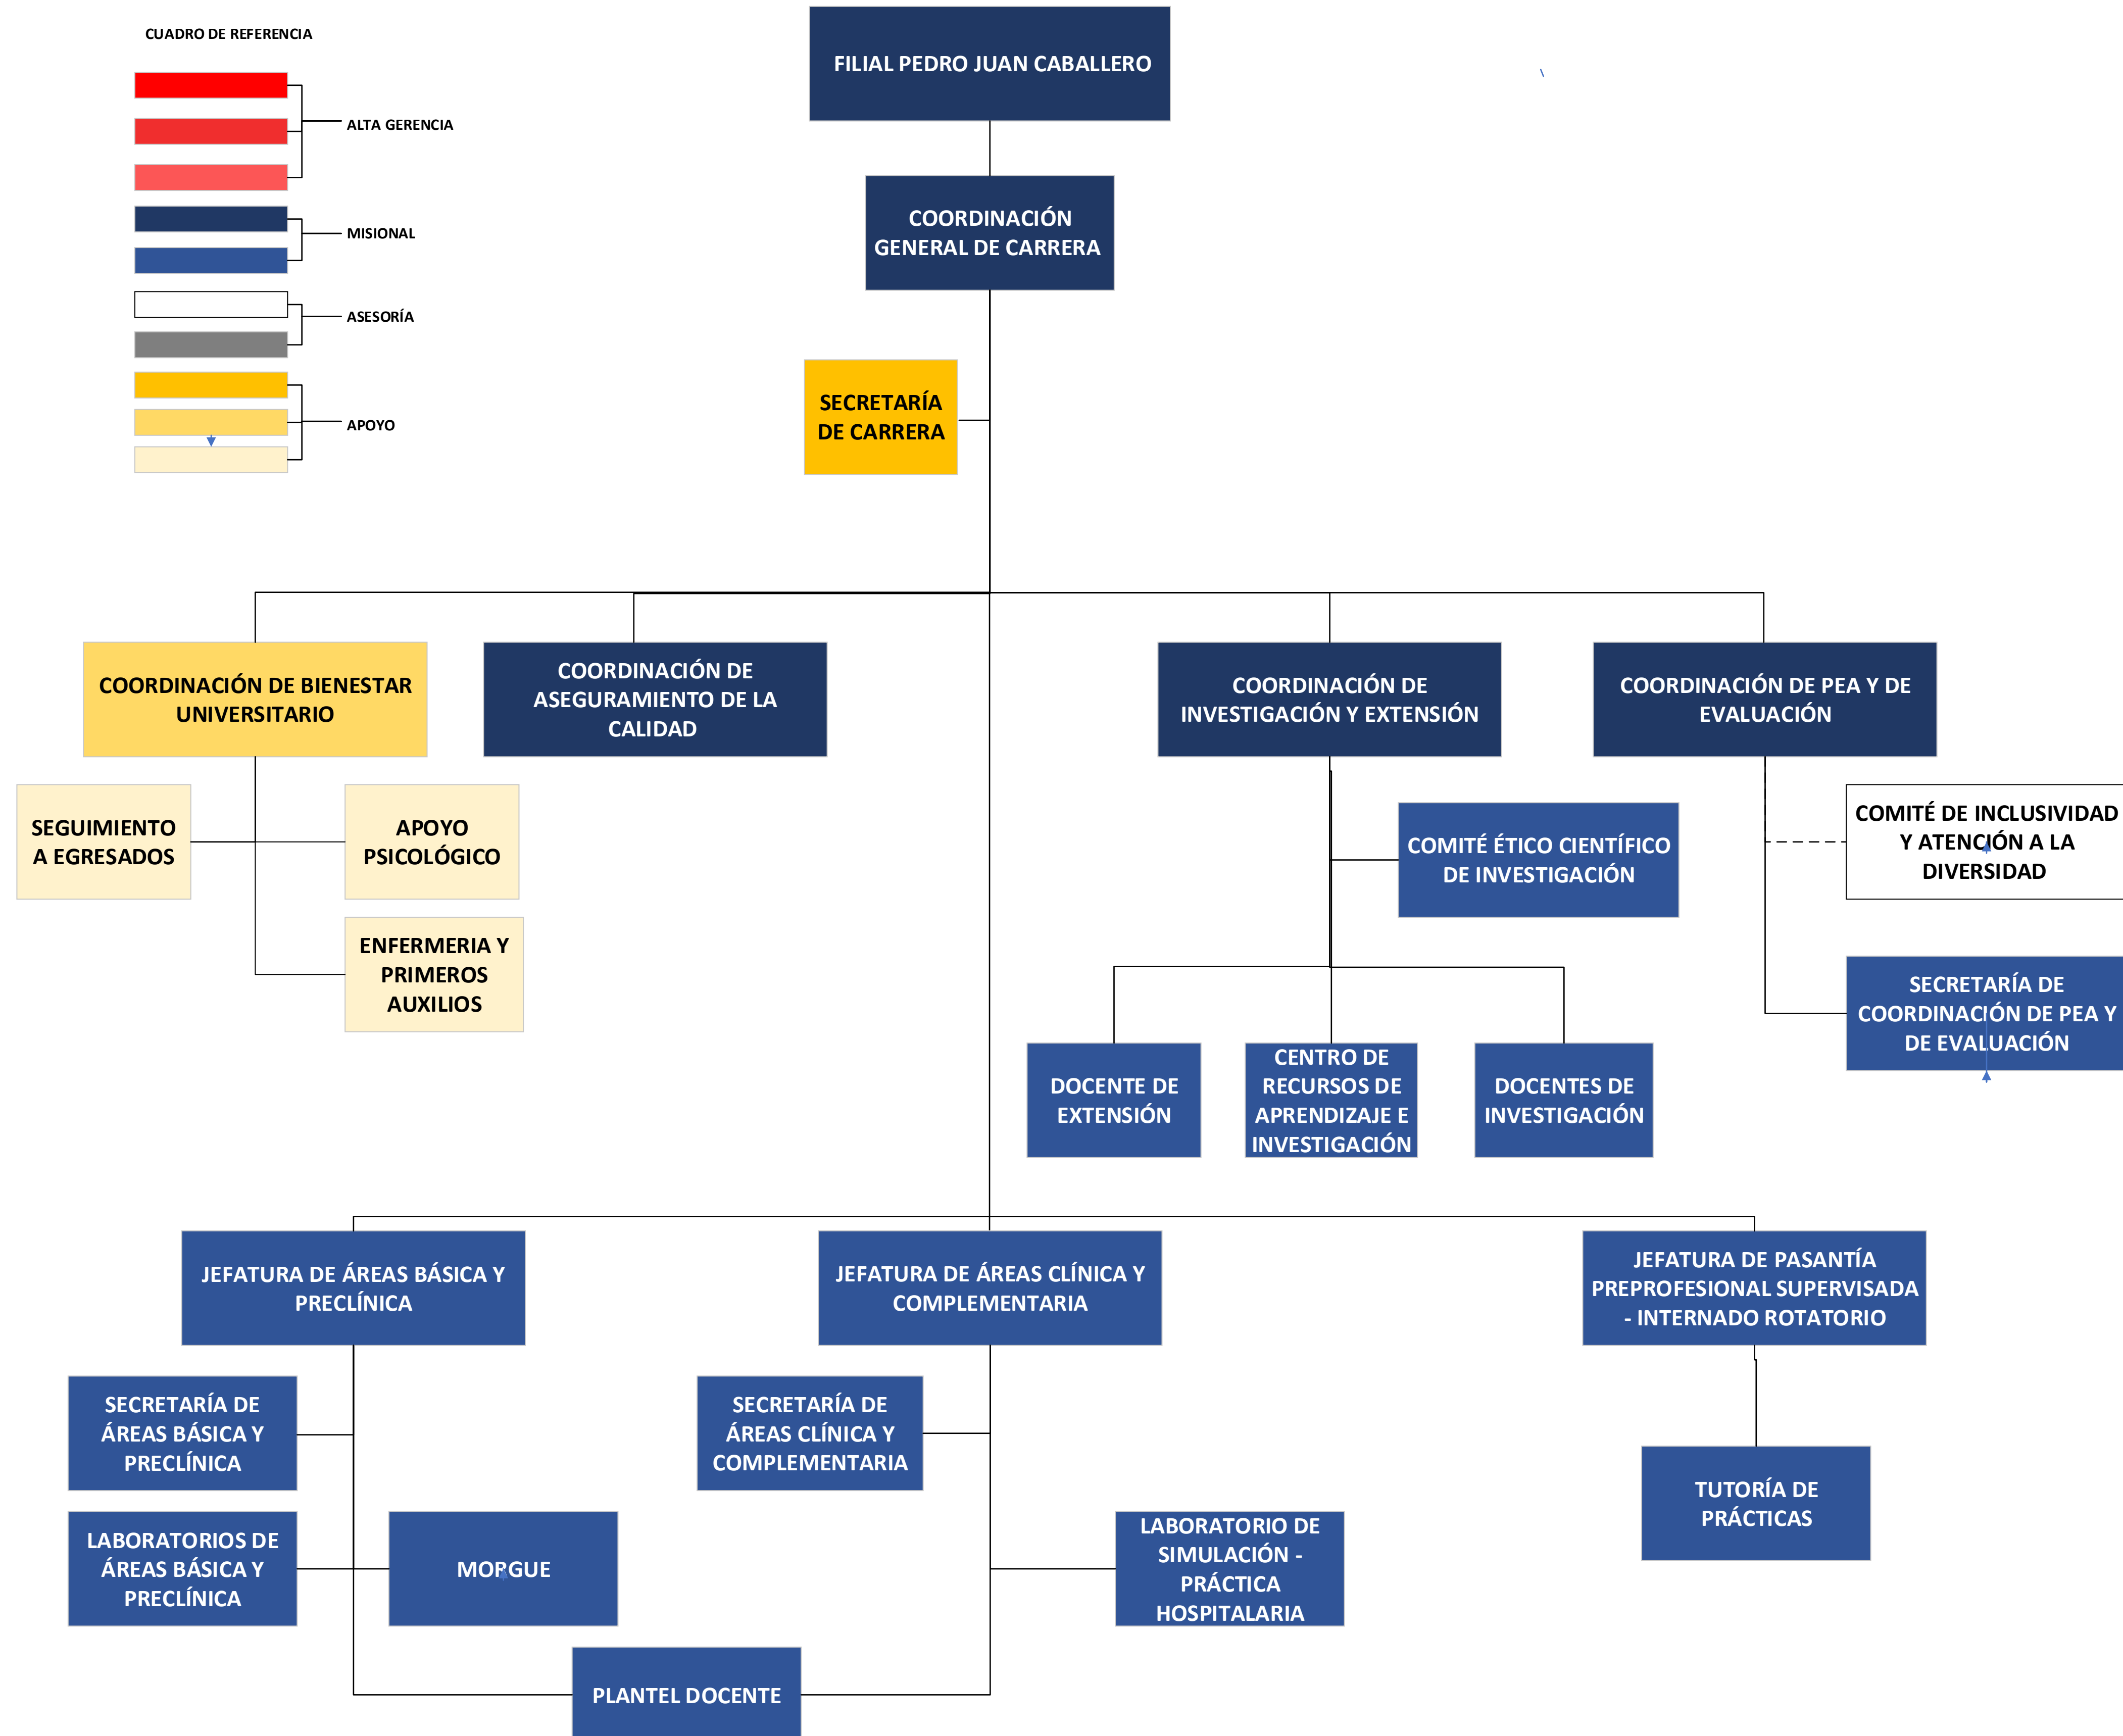 CUADRO DE REFERENCIA
ALTA GERENCIA
MISIONAL
ASESORÍA
APOYO
FILIAL PEDRO JUAN CABALLERO
COORDINACIÓN
GENERAL DE CARRERA
SECRETARÍA
DE CARRERA
COORDINACIÓN DE BIENESTAR
UNIVERSITARIO
COORDINACIÓN DE
ASEGURAMIENTO DE LA
CALIDAD
COORDINACIÓN DE
INVESTIGACIÓN Y EXTENSIÓN
COORDINACIÓN DE PEA Y DE
EVALUACIÓN
SEGUIMIENTO
A EGRESADOS
APOYO
PSICOLÓGICO
ENFERMERIA Y
PRIMEROS
AUXILIOS
COMITÉ ÉTICO CIENTÍFICO
DE INVESTIGACIÓN
COMITÉ DE INCLUSIVIDAD
Y ATENCIÓN A LA
DIVERSIDAD
SECRETARÍA DE
COORDINACIÓN DE PEA Y
DE EVALUACIÓN
DOCENTE DE
EXTENSIÓN
CENTRO DE
RECURSOS DE
APRENDIZAJE E
INVESTIGACIÓN
DOCENTES DE
INVESTIGACIÓN
JEFATURA DE ÁREAS BÁSICA Y
PRECLÍNICA
JEFATURA DE ÁREAS CLÍNICA Y
COMPLEMENTARIA
JEFATURA DE PASANTÍA
PREPROFESIONAL SUPERVISADA
- INTERNADO ROTATORIO
SECRETARÍA DE
ÁREAS BÁSICA Y
PRECLÍNICA
SECRETARÍA DE
ÁREAS CLÍNICA Y
COMPLEMENTARIA
TUTORÍA DE
PRÁCTICAS
LABORATORIOS DE
ÁREAS BÁSICA Y
PRECLÍNICA
MORGUE
LABORATORIO DE
SIMULACIÓN -
PRÁCTICA
HOSPITALARIA
PLANTEL DOCENTE